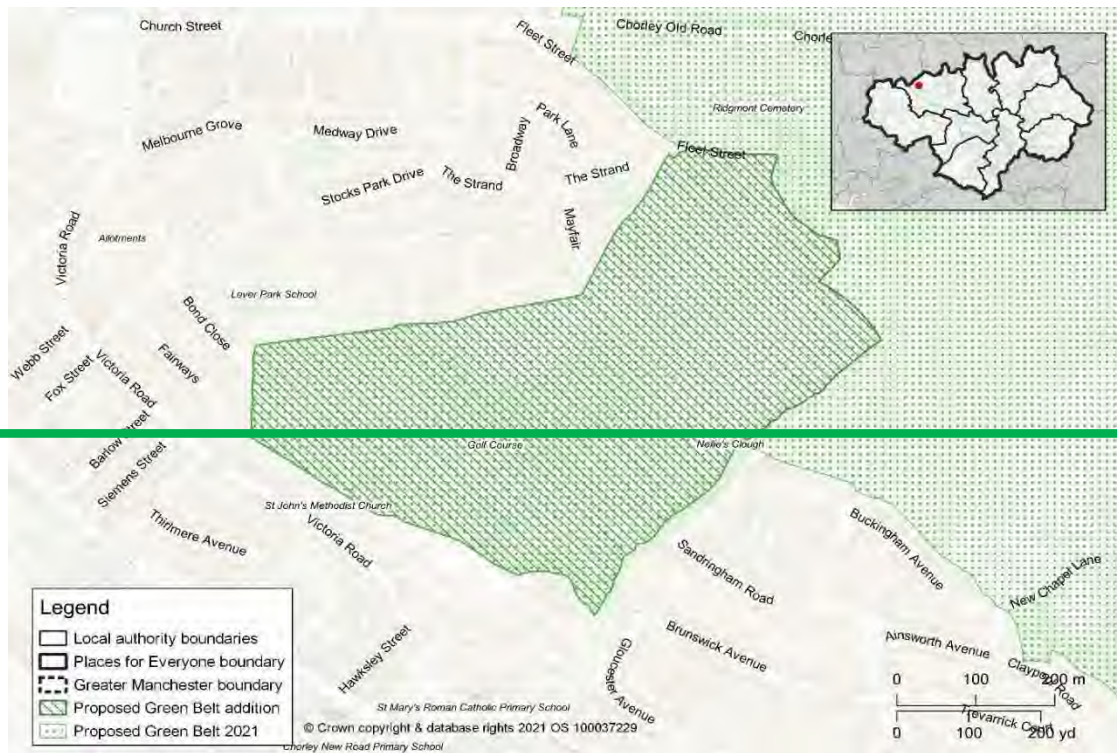 Church Street
Fleet Street
Chorley Old Road
Ridgmont Cemetery
Melbourne Grove
Medway Drive
Broadway
Park Lane
Fleet Street
Stocks Park Drive
The Strand
The Strand
Mayfair
Victoria Road
Allotments
Lever Park School
Bond Close
Webb Street
Fox Street
Victoria Road
Fairways
Barlow Street
Siemens Street
Golf Course
Nellie's Clough
St John's Methodist Church
Victoria Road
Thirlmere Avenue
Buckingham Avenue
Sandringham Road
New Chapel Lane
Hawksley Street
Brunswick Avenue
Gloucester Avenue
Ainsworth Avenue
Road
Trevarrick Court
St Mary's Roman Catholic Primary School
© Crown copyright & database rights 2021 OS 100037229
Chorley New Road Primary School
Legend
Local authority boundaries
Places for Everyone boundary
Greater Manchester boundary
Proposed Green Belt addition
Proposed Green Belt 2021
0 100 200 m
0 100 200 yd